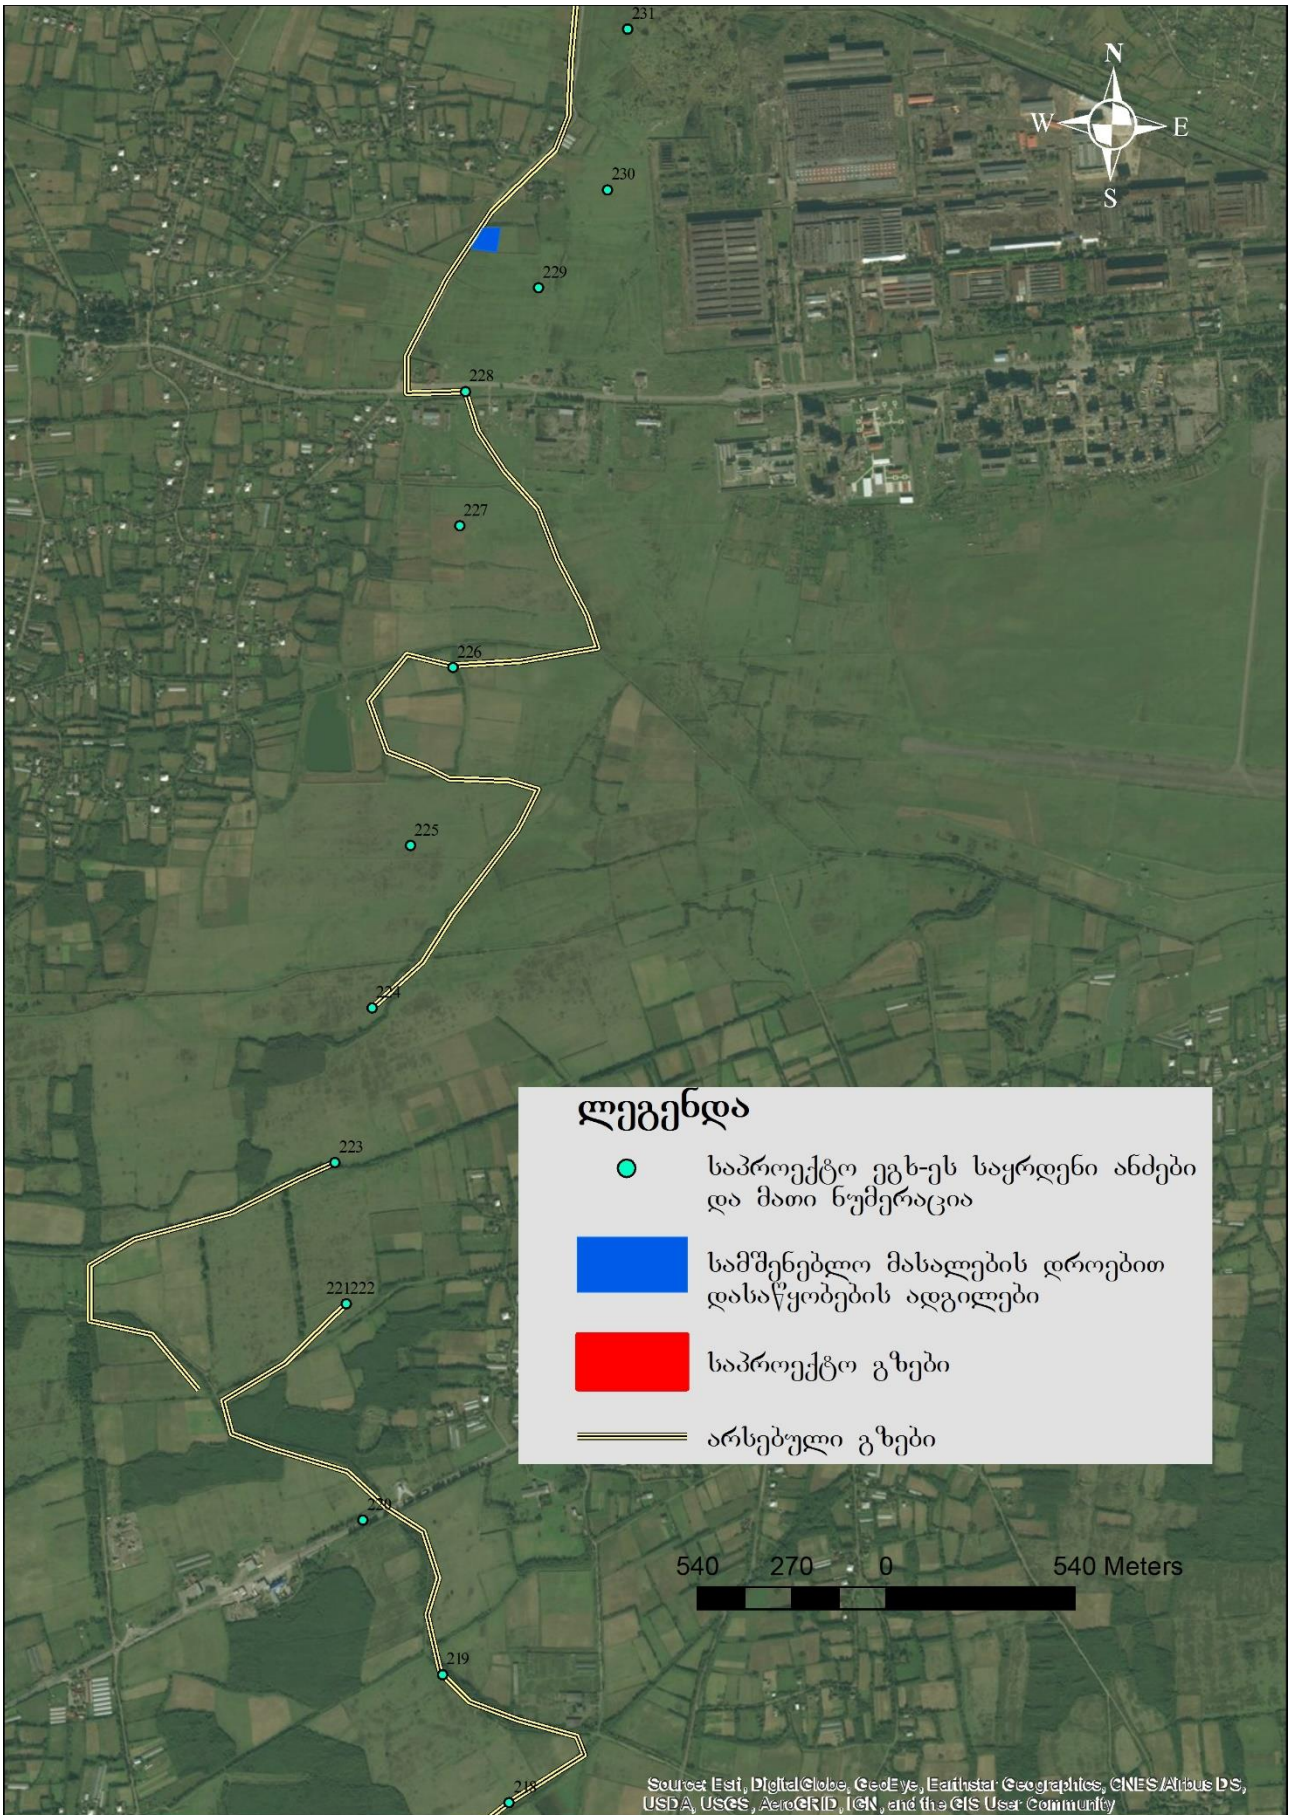 231
N
W E
S
230
229
228
227
226
225
224
223
221222
220
219
218
ლეგენდა
საპროექტო ეგხ-ეს საყრდენი ანძები
და მათი ნუმერაცია
სამშენებლო მასალების დროებით
დასაწყობების ადგილები
საპროექტო გზები
არსებული გზები
540 270 0 540 Meters
Source: Esri, DigitalGlobe, GeoEye, Earthstar Geographics, CNES/Airbus DS,
USDA, USGS, AeroGRID, IGN, and the GIS User Community